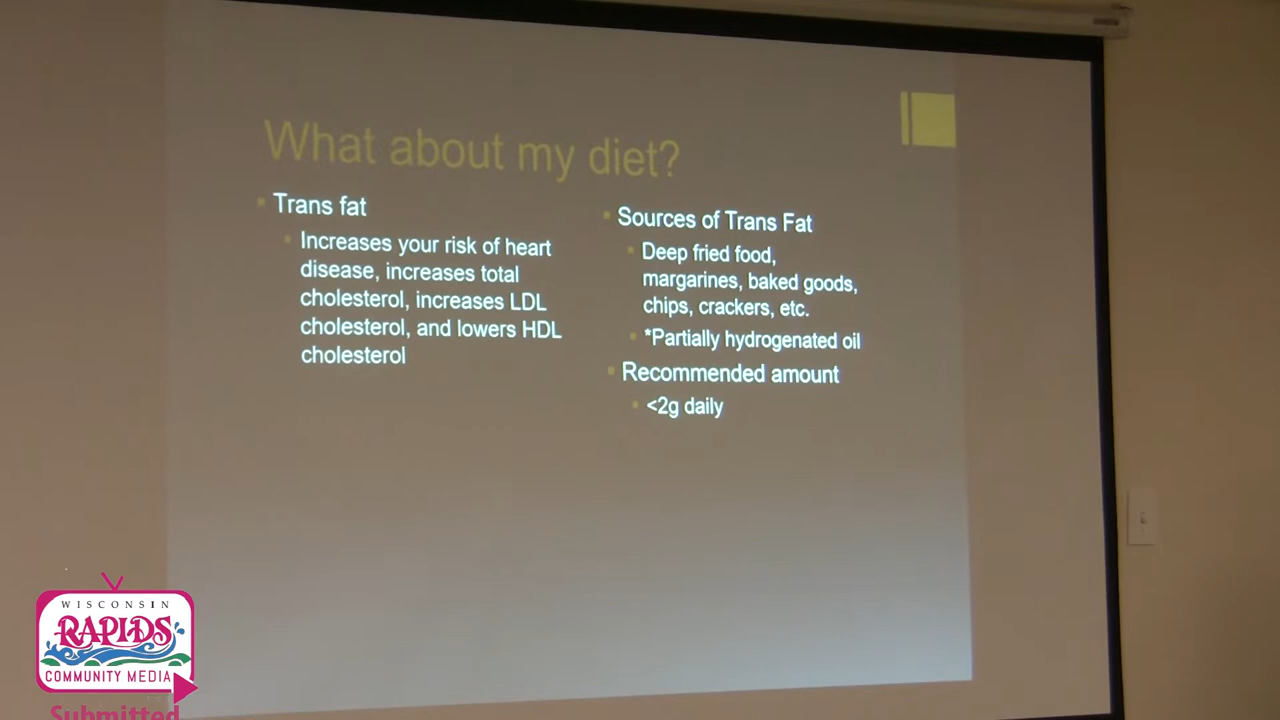 What about my diet?
Trans fat
Increases your risk of heart
disease, increases total
cholesterol, increases LDL
cholesterol, and lowers HDL
cholesterol
Sources of Trans Fat
Deep fried food,
margarines, baked goods,
chips, crackers, etc.
*Partially hydrogenated oil
Recommended amount
<2g daily
WISCONSIN
RAPIDS
COMMUNITY MEDIA
Submitted